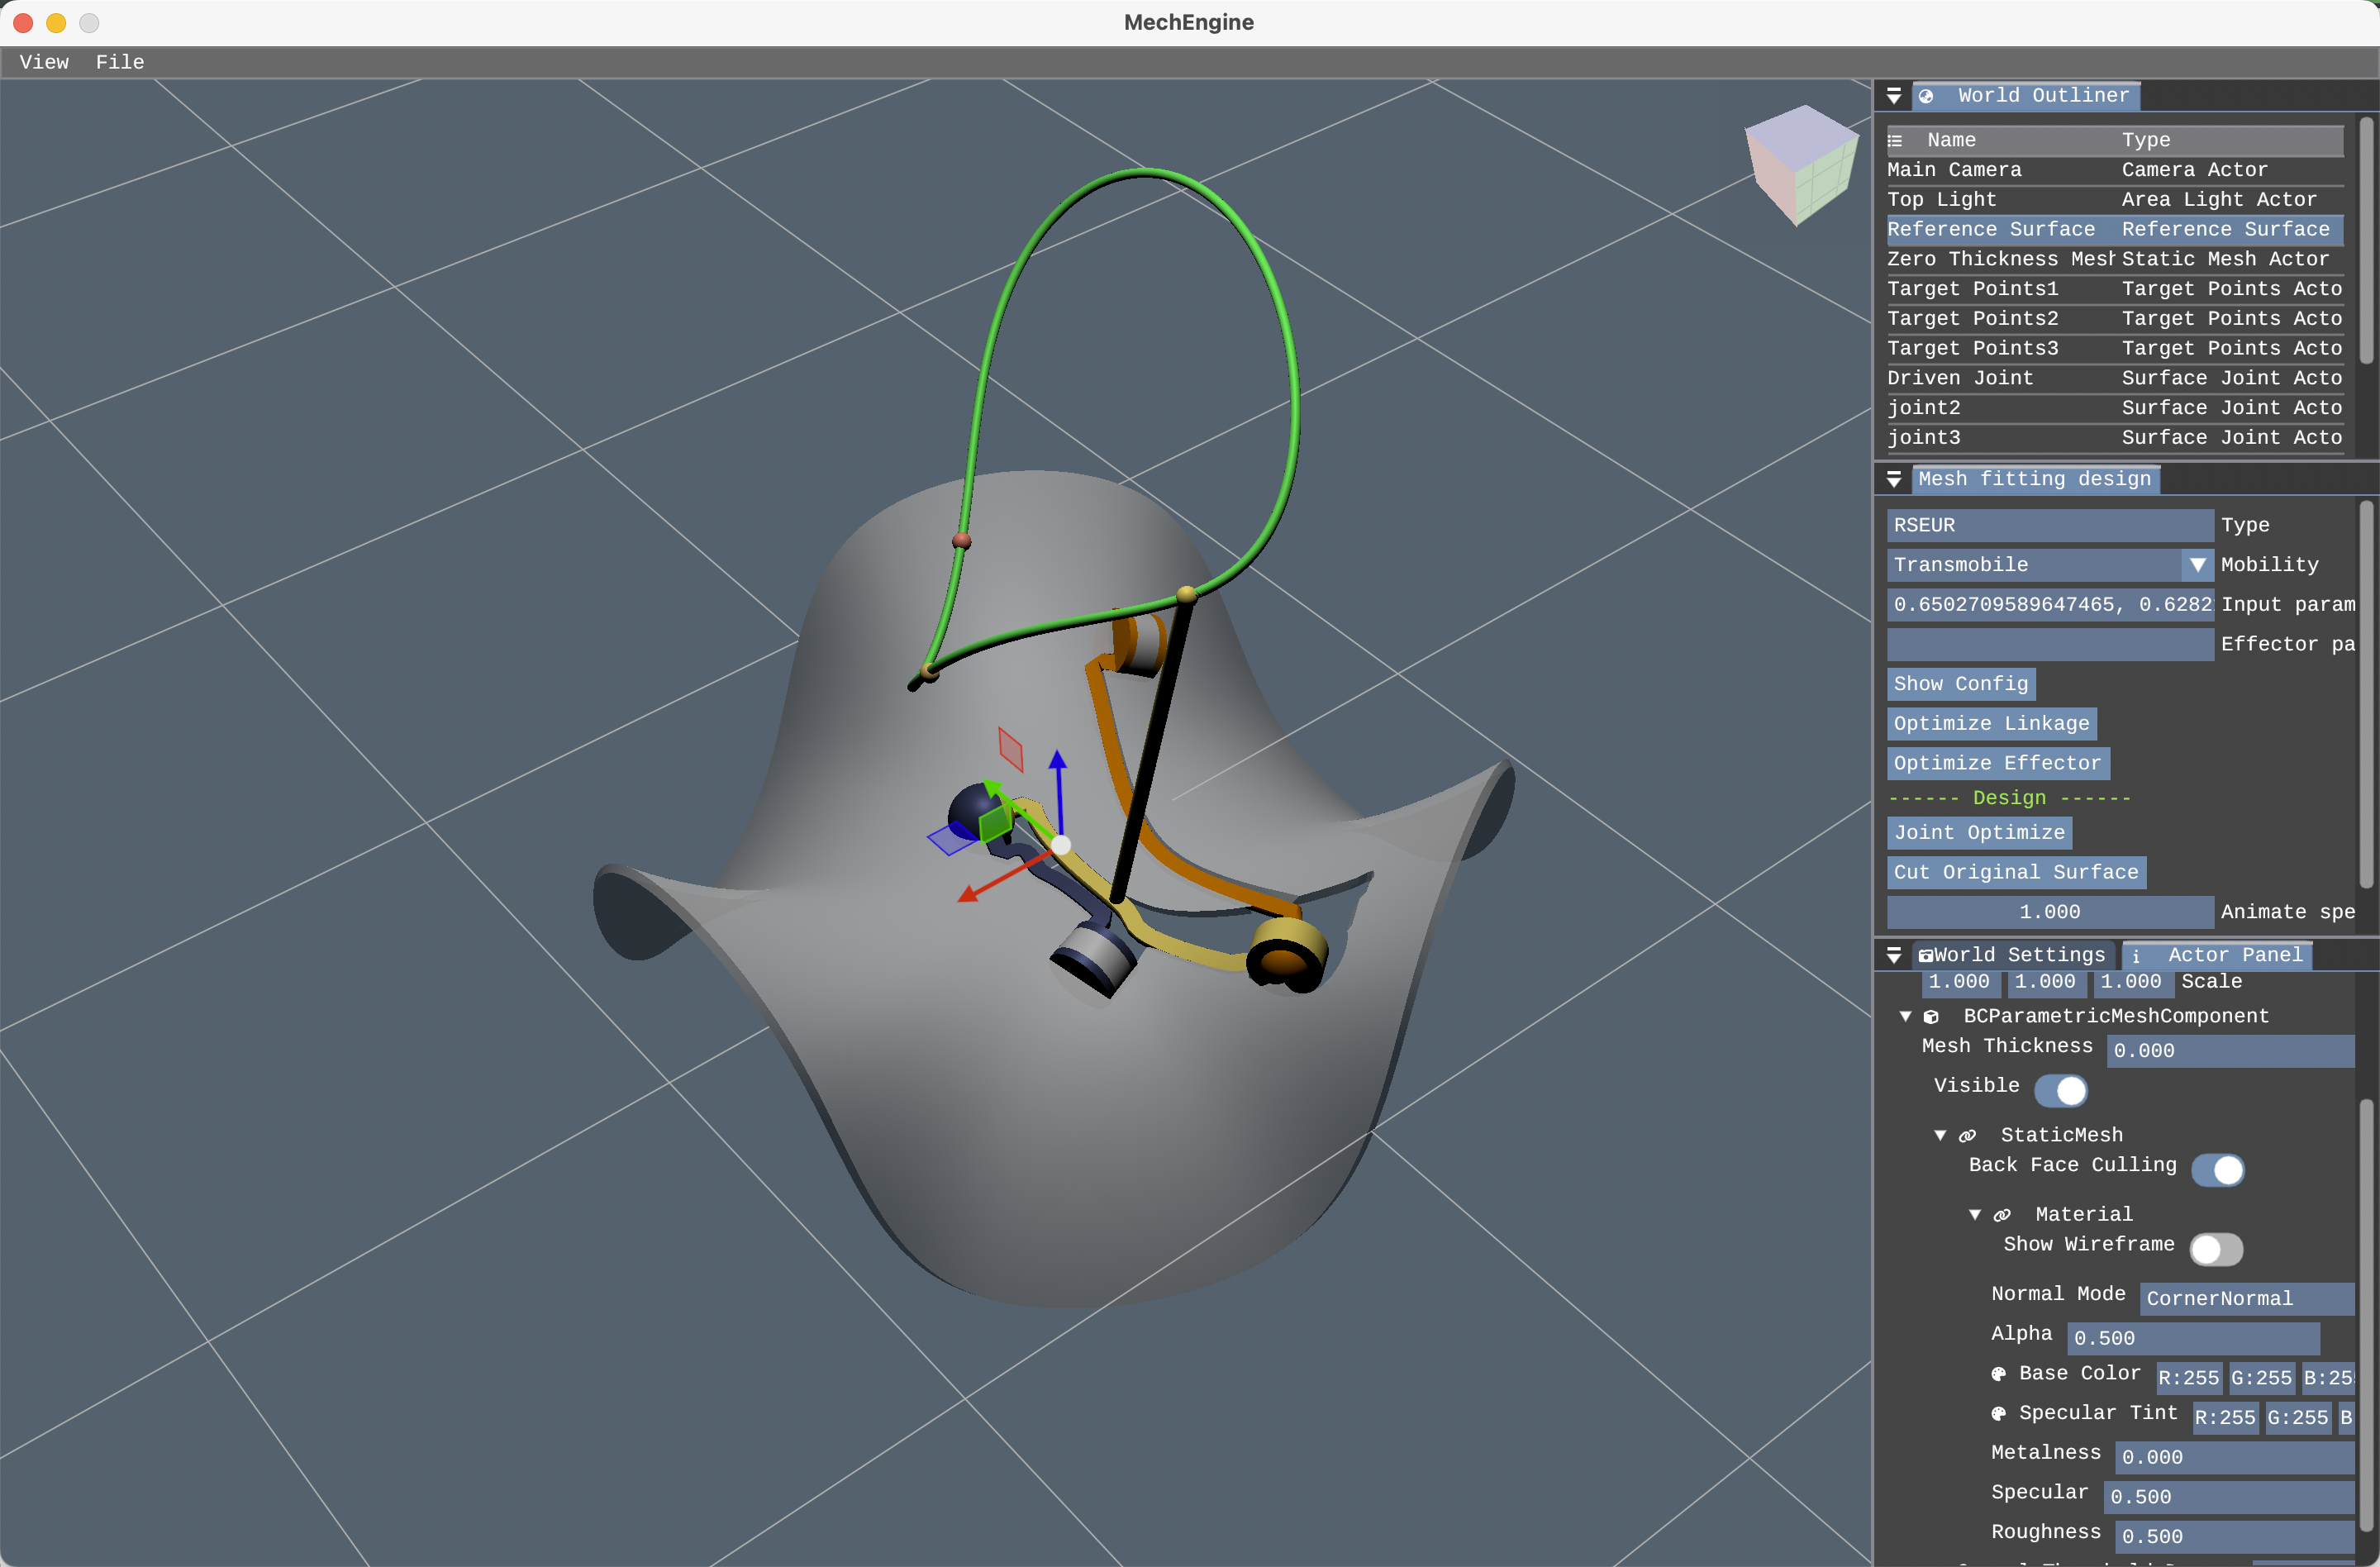 MechEngine
View File
World Outliner
Name Type
Main Camera Camera Actor
Top Light Area Light Actor
Reference Surface Reference Surface
Zero Thickness Mesh Static Mesh Actor
Target Points1 Target Points Acto
Target Points2 Target Points Acto
Target Points3 Target Points Acto
Driven Joint Surface Joint Acto
joint2 Surface Joint Acto
joint3 Surface Joint Acto
Mesh fitting design
RSEUR Type
Transmobile Mobility
0.6502709589647465, 0.6282 Input param
Effector pa
Show Config
Optimize Linkage
Optimize Effector
------ Design ------
Joint Optimize
Cut Original Surface
1.000 Animate spe
World Settings Actor Panel
1.000 1.000 1.000 Scale
BCParametricMeshComponent
Mesh Thickness 0.000
Visible
StaticMesh
Back Face Culling
Material
Show Wireframe
Normal Mode CornerNormal
Alpha 0.500
Base Color R:255 G:255 B:25
Specular Tint R:255 G:255 B
Metalness 0.000
Specular 0.500
Roughness 0.500